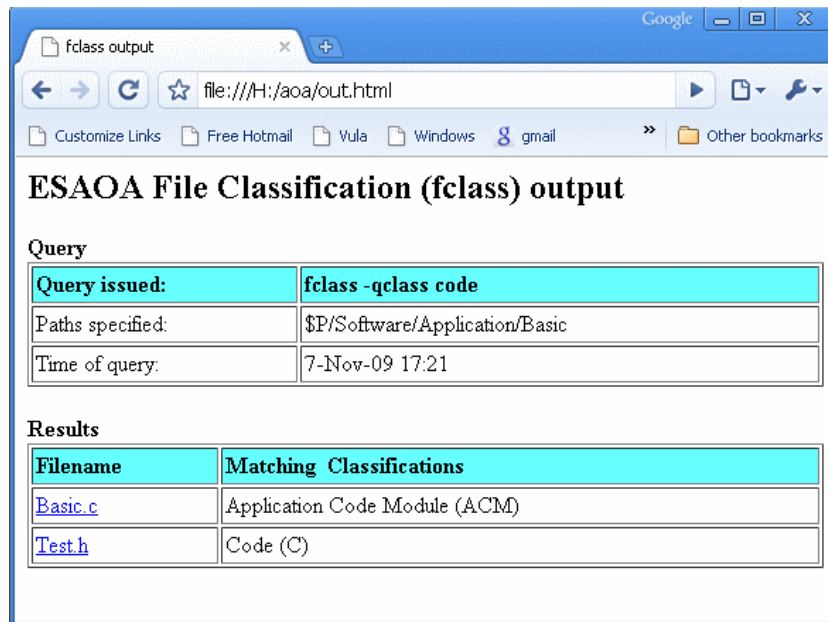 Google
fclass output
file:///H:/aoa/out.html
Customize Links Free Hotmail Vula Windows gmail » Other bookmarks
ESAOA File Classification (fclass) output
Query
Query issued: fclass -qclass code
Paths specified: $P/Software/Application/Basic
Time of query: 7-Nov-09 17:21
Results
Filename Matching Classifications
Basic.c Application Code Module (ACM)
Test.h Code (C)